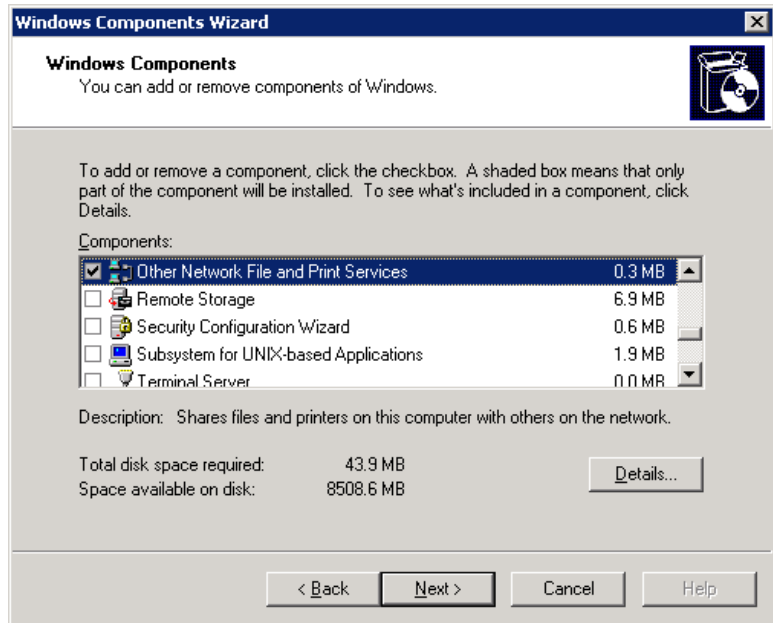 Windows Components Wizard
Windows Components
You can add or remove components of Windows.
To add or remove a component, click the checkbox. A shaded box means that only
part of the component will be installed. To see what's included in a component, click
Details.
Components:
Other Network File and Print Services 0.3 MB
Remote Storage 6.9 MB
Security Configuration Wizard 0.6 MB
Subsystem for UNIX-based Applications 1.9 MB
Terminal Server 0.0 MB
Description: Shares files and printers on this computer with others on the network.
Total disk space required: 43.9 MB
Space available on disk: 8508.6 MB
Details...
< Back Next > Cancel Help